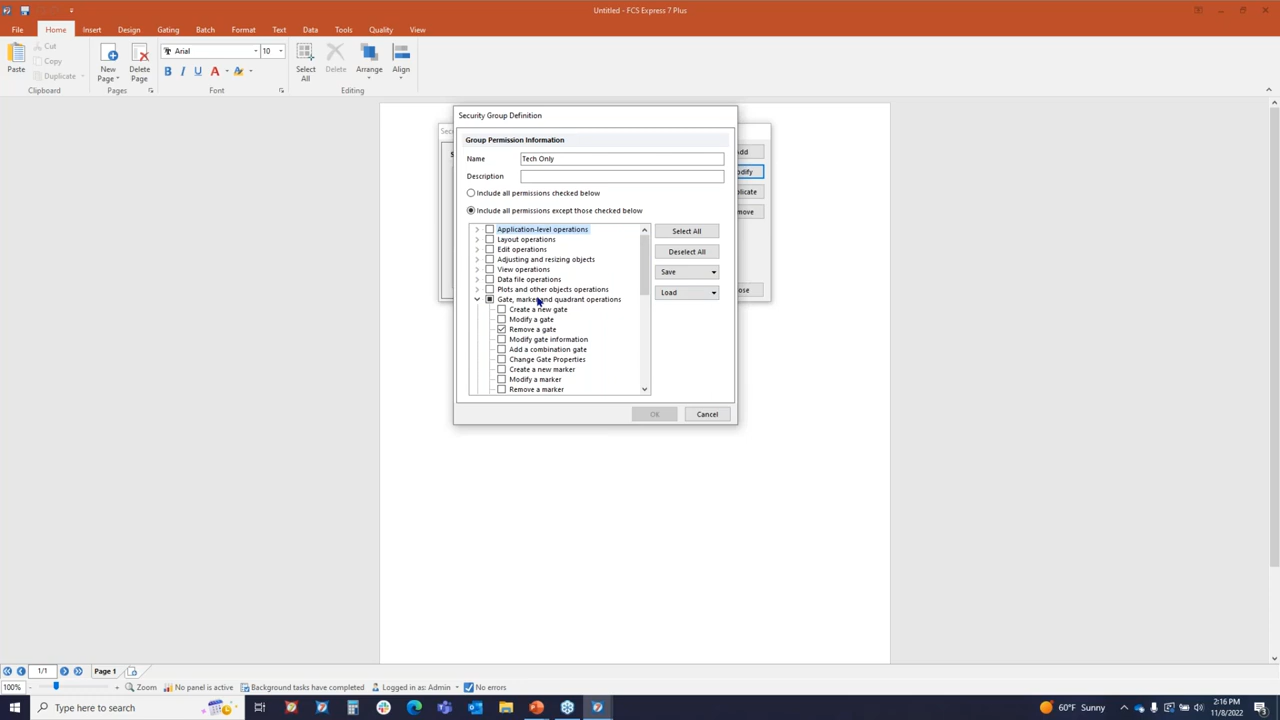 Untitled - FCS Express 7 Plus
File Home Insert Design Gating Batch Format Text Data Tools Quality View
Paste
Cut
Copy
Duplicate
Clipboard
New Page
Delete Page
Pages
Arial 10
B I U A
Font
Select All
Delete
Arrange
Align
Editing
Security Group Definition
Group Permission Information
Name Tech Only
Description
Include all permissions checked below
Include all permissions except those checked below
Application-level operations
Layout operations
Edit operations
Adjusting and resizing objects
View operations
Data file operations
Plots and other objects operations
Gate, marker and quadrant operations
Create a new gate
Modify a gate
Remove a gate
Modify gate information
Add a combination gate
Change Gate Properties
Create a new marker
Modify a marker
Remove a marker
Select All
Deselect All
Save
Load
OK Cancel
1/1 Page 1
100% Zoom No panel is active Background tasks have completed Logged in as: Admin No errors
Type here to search
60°F Sunny
2:16 PM
11/8/2022